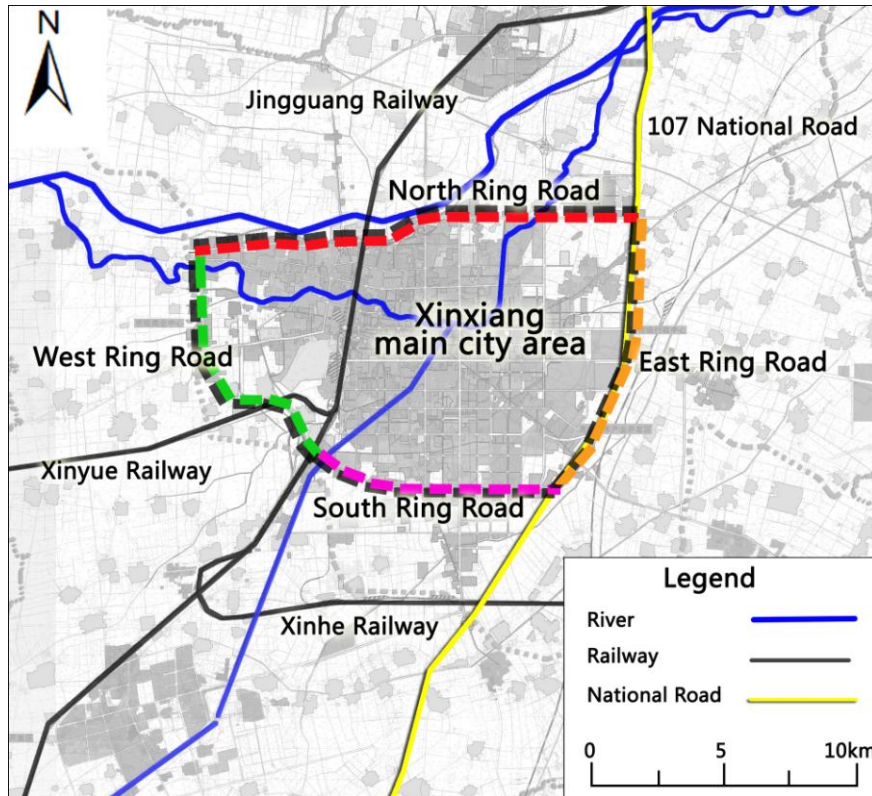 N
Jingguang Railway
107 National Road
North Ring Road
Xinxiang
main city area
West Ring Road
East Ring Road
Xinyue Railway
South Ring Road
Xinhe Railway
Legend
River
Railway
National Road
0 5 10km